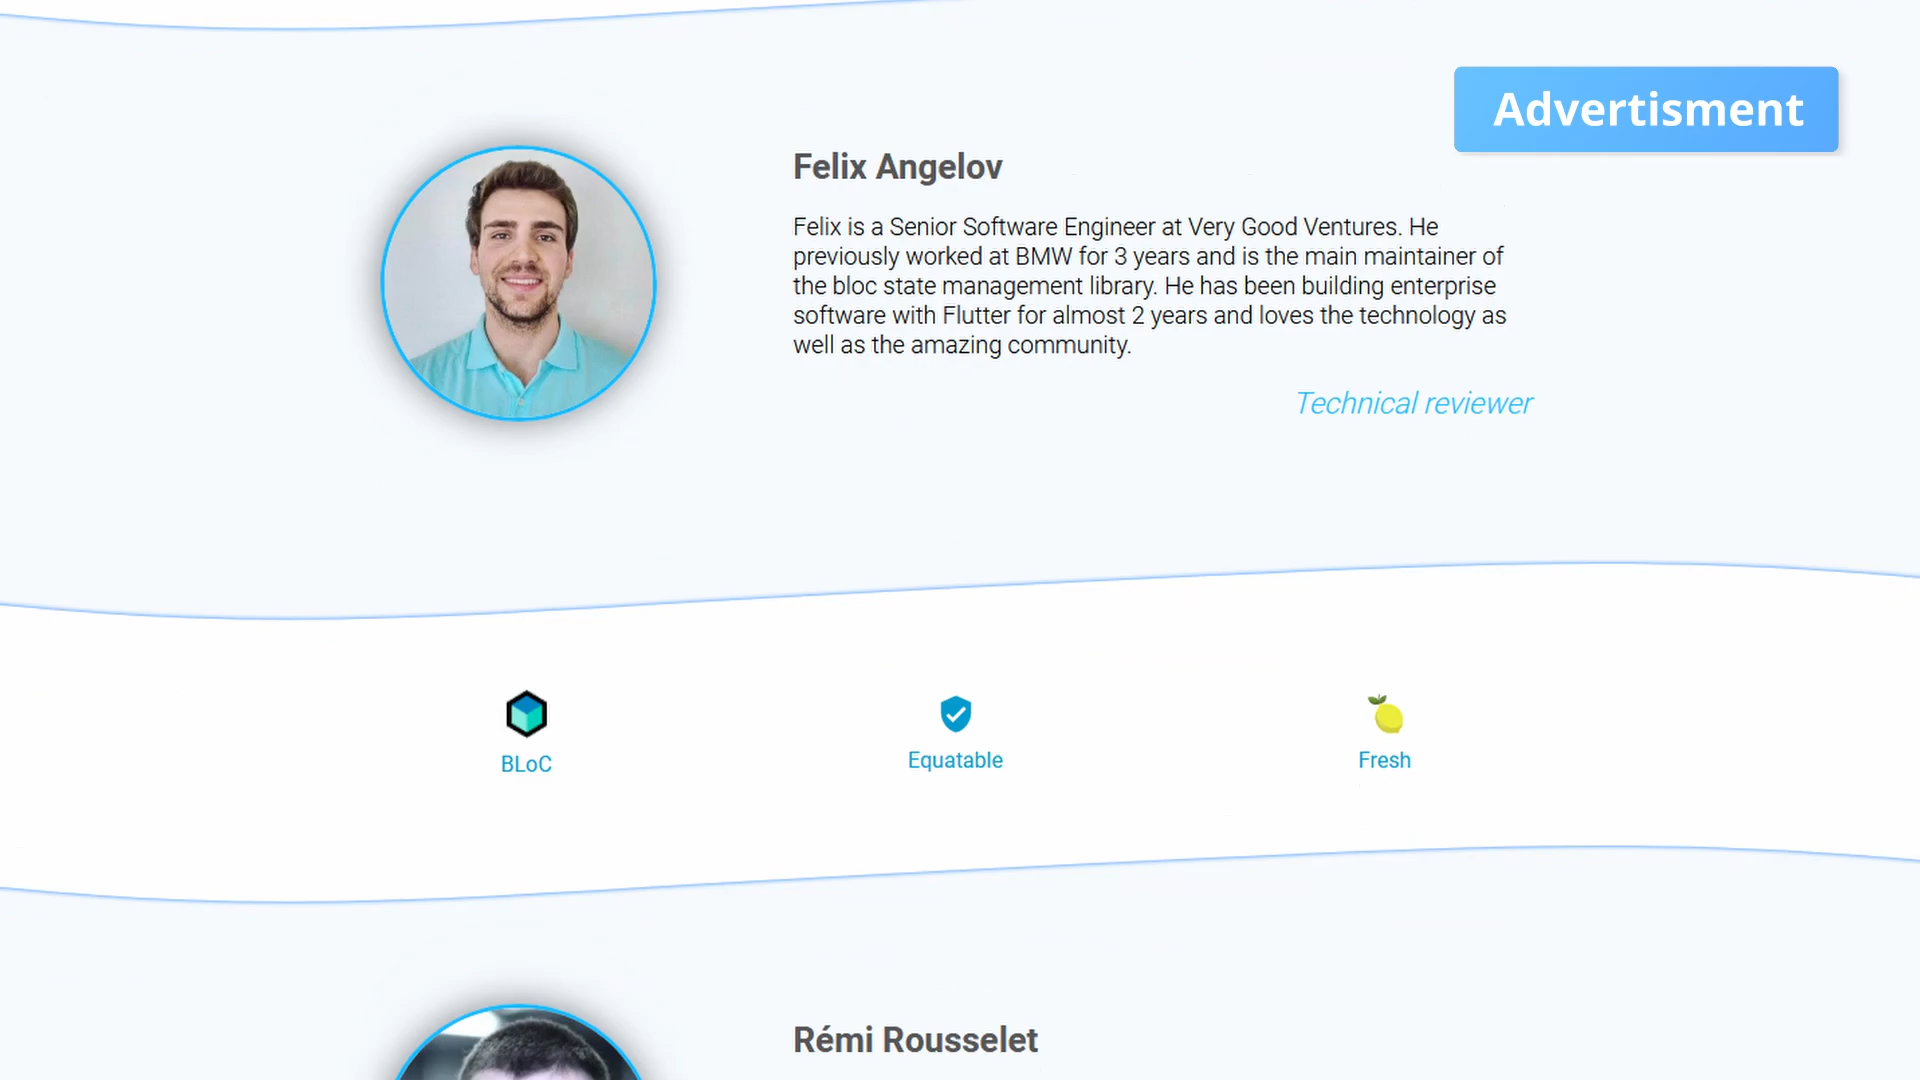 Advertisment
Felix Angelov
Felix is a Senior Software Engineer at Very Good Ventures. He
previously worked at BMW for 3 years and is the main maintainer of
the bloc state management library. He has been building enterprise
software with Flutter for almost 2 years and loves the technology as
well as the amazing community.
Technical reviewer
BLoC
Equatable
Fresh
Rémi Rousselet